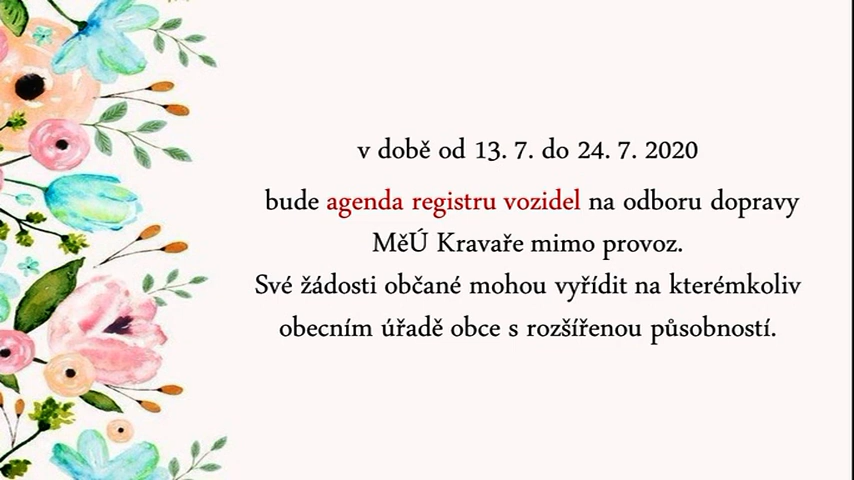 v době od 13. 7. do 24. 7. 2020
bude agenda registru vozidel na odboru dopravy
MěÚ Kravaře mimo provoz.
Své žádosti občané mohou vyřídit na kterémkoliv
obecním úřadě obce s rozšířenou působností.